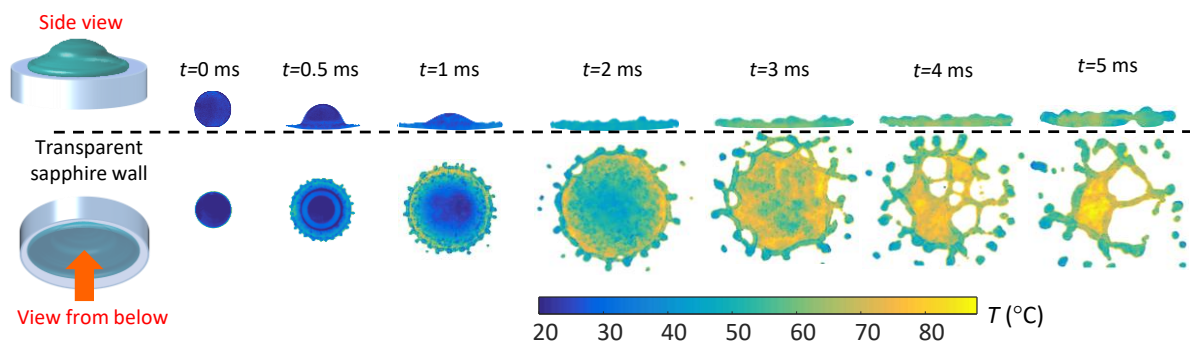 Side view
t=0 ms
t=0.5 ms
t=1 ms
t=2 ms
t=3 ms
t=4 ms
t=5 ms
Transparent
sapphire wall
View from below
20 30 40 50 60 70 80
T (°C)